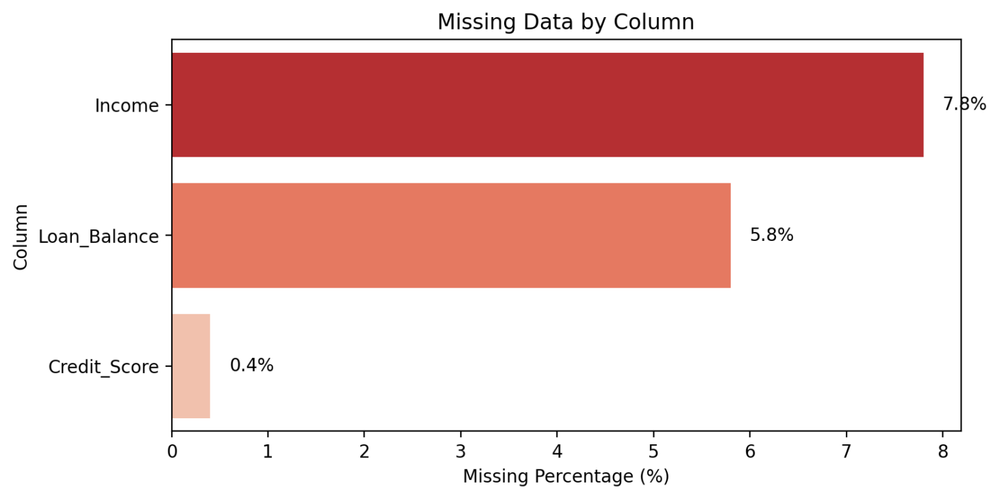 Missing Data by Column
Income
7.8%
Loan_Balance
5.8%
Credit_Score
0.4%
Column
0 1 2 3 4 5 6 7 8
Missing Percentage (%)